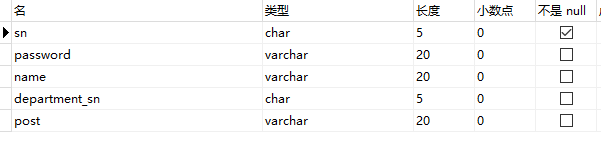 名 类型 长度 小数点 不是 null
sn char 5 0
password varchar 20 0
name varchar 20 0
department_sn char 5 0
post varchar 20 0